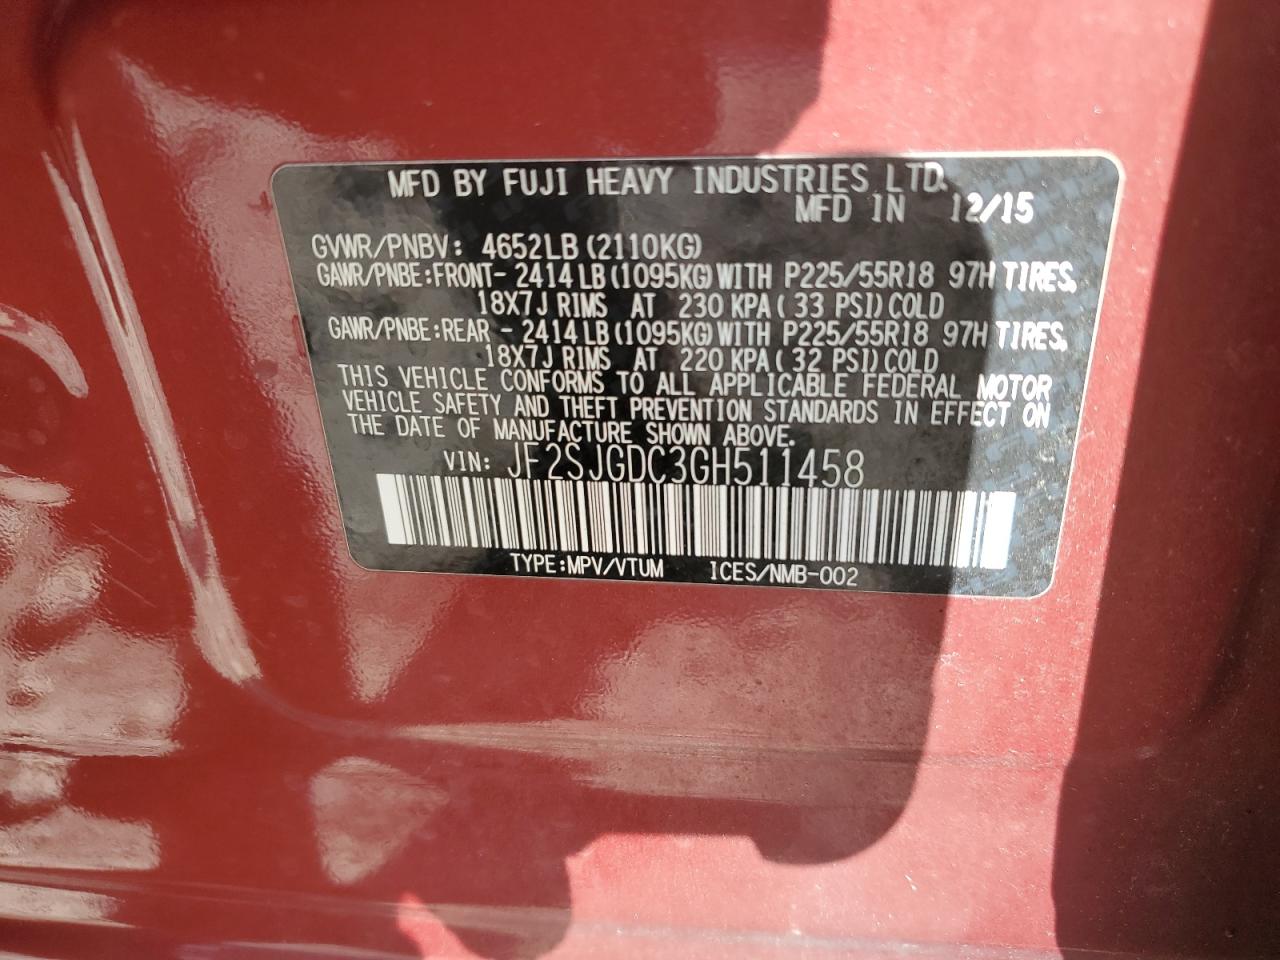 MFD BY FUJI HEAVY INDUSTRIES LTD.
MFD IN 12/15
GVWR/PNBV: 4652LB (2110KG)
GAWR/PNBE:FRONT- 2414 LB (1095KG) WITH P225/55R18 97H TIRES,
18X7J RIMS AT 230 KPA ( 33 PSI) COLD
GAWR/PNBE:REAR - 2414 LB (1095KG) WITH P225/55R18 97H TIRES,
18X7J RIMS AT 220 KPA ( 32 PSI) COLD
THIS VEHICLE CONFORMS TO ALL APPLICABLE FEDERAL MOTOR
VEHICLE SAFETY AND THEFT PREVENTION STANDARDS IN EFFECT ON
THE DATE OF MANUFACTURE SHOWN ABOVE.
VIN: JF2SJGDC3GH511458
TYPE:MPV/VTUM ICES/NMB-002